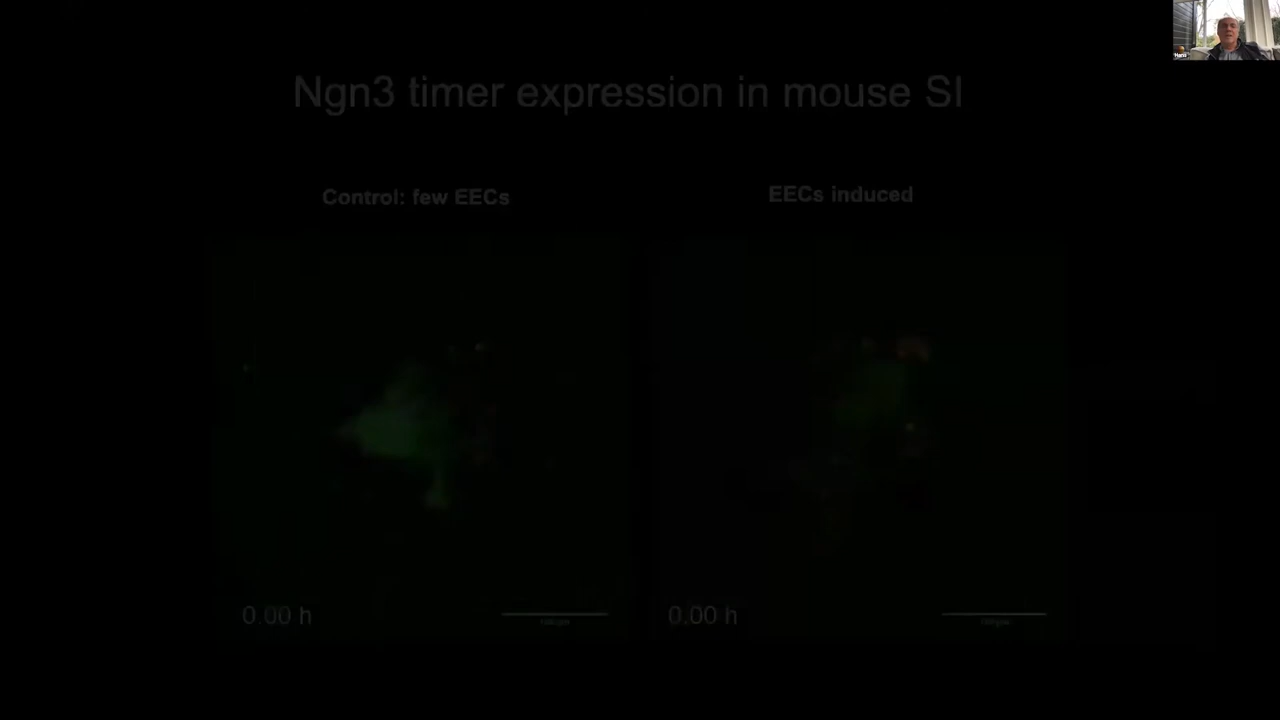 Ngn3 timer expression in mouse SI
Control: few EECs
EECs induced
0.00 h
0.00 h